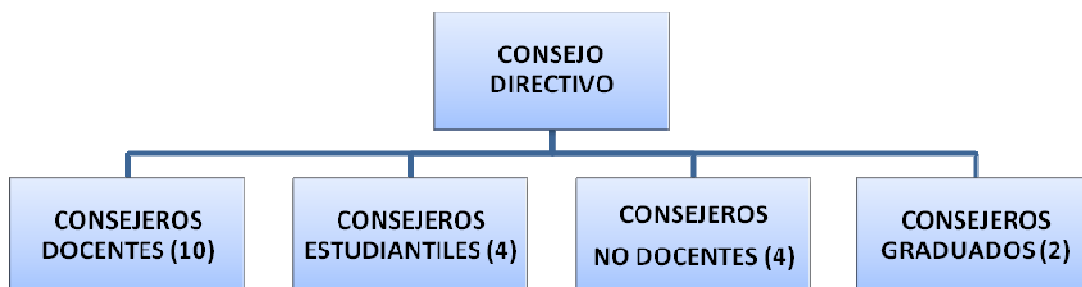 CONSEJO
DIRECTIVO
CONSEJEROS
DOCENTES (10)
CONSEJEROS
ESTUDIANTILES (4)
CONSEJEROS
NO DOCENTES (4)
CONSEJEROS
GRADUADOS (2)